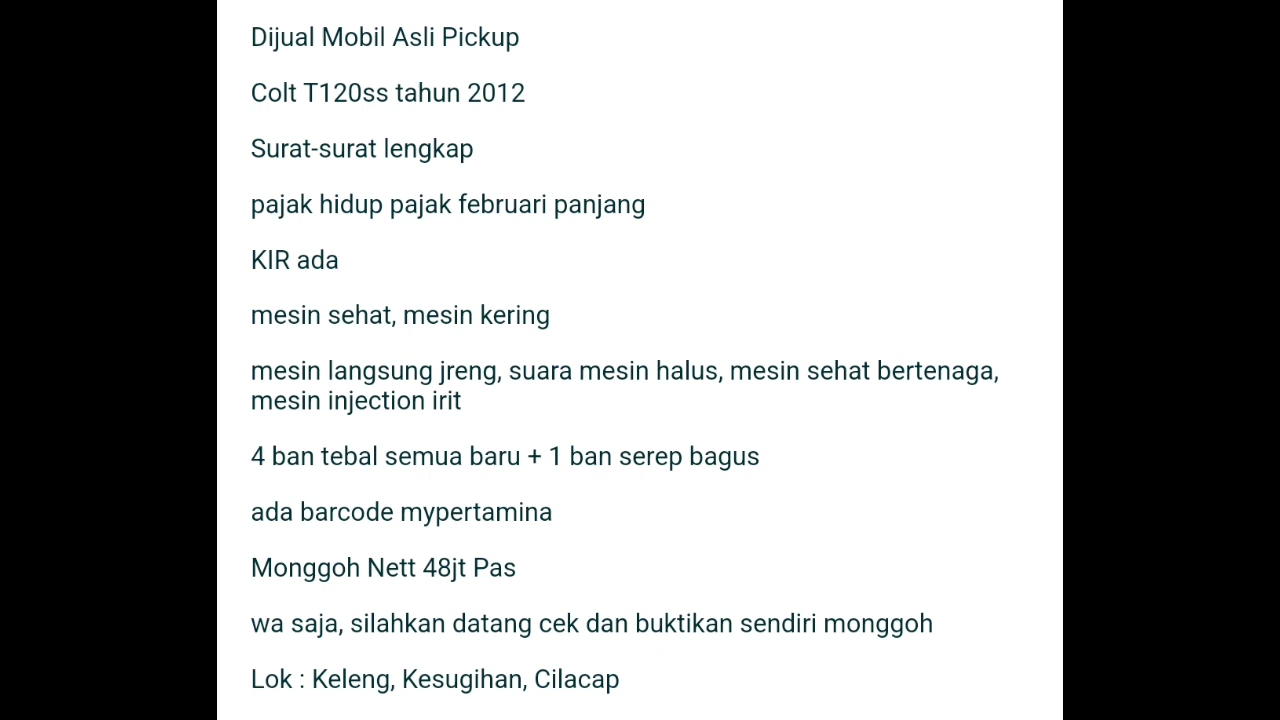 Dijual Mobil Asli Pickup
Colt T120ss tahun 2012
Surat-surat lengkap
pajak hidup pajak februari panjang
KIR ada
mesin sehat, mesin kering
mesin langsung jreng, suara mesin halus, mesin sehat bertenaga,
mesin injection irit
4 ban tebal semua baru + 1 ban serep bagus
ada barcode mypertamina
Monggoh Nett 48jt Pas
wa saja, silahkan datang cek dan buktikan sendiri monggoh
Lok : Keleng, Kesugihan, Cilacap